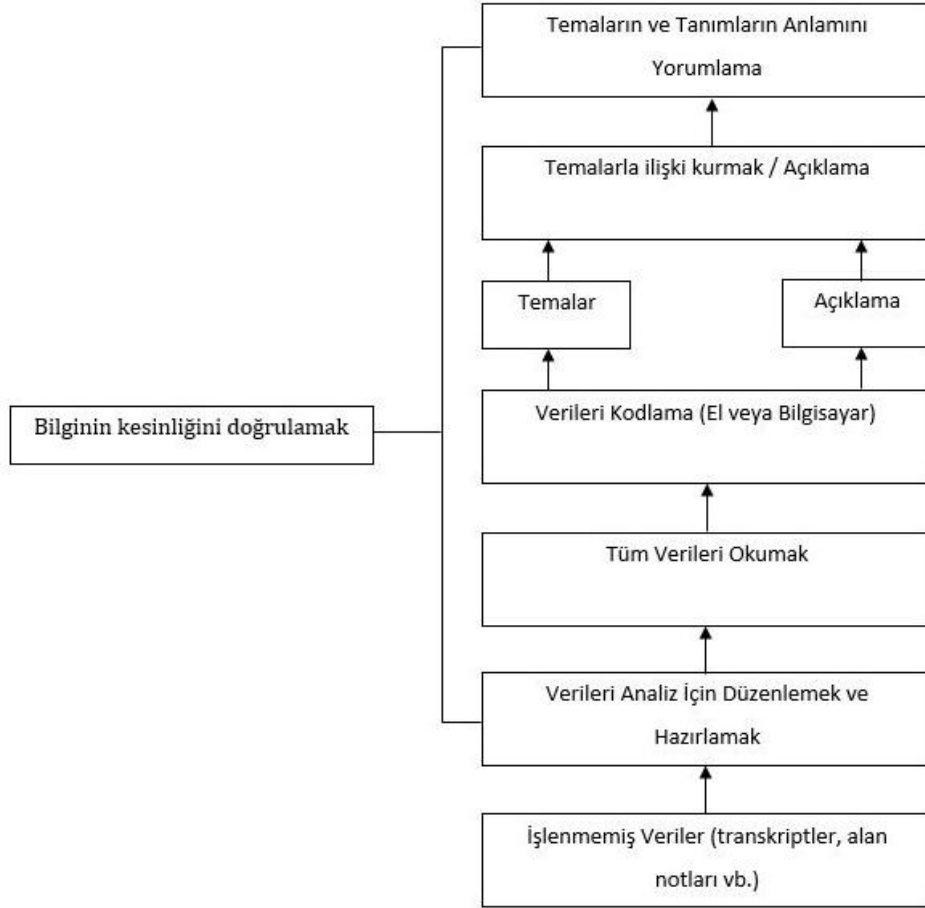 Temaların ve Tanımların Anlamını
Yorumlama
Temalarla ilişki kurmak / Açıklama
Temalar
Açıklama
Bilginin kesinliğini doğrulamak
Verileri Kodlama (El veya Bilgisayar)
Tüm Verileri Okumak
Verileri Analiz İçin Düzenlemek ve
Hazırlamak
İşlenmemiş Veriler (transkriptler, alan
notları vb.)